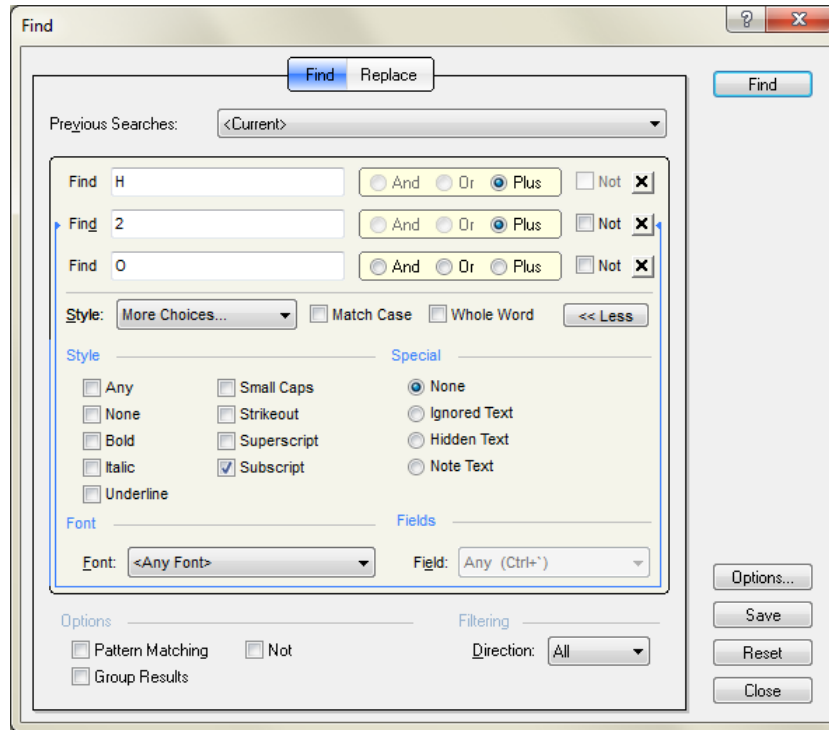 Find
Find Replace
Find
Previous Searches: <Current>
Find H And Or Plus Not
Find 2 And Or Plus Not
Find O And Or Plus Not
Style: More Choices... Match Case Whole Word << Less
Style Special
Any Small Caps None
None Strikeout Ignored Text
Bold Superscript Hidden Text
Italic Subscript Note Text
Underline
Font Fields
Font: <Any Font> Field: Any (Ctrl+`)
Options...
Options Filtering
Save
Pattern Matching Not Direction: All
Reset
Group Results
Close